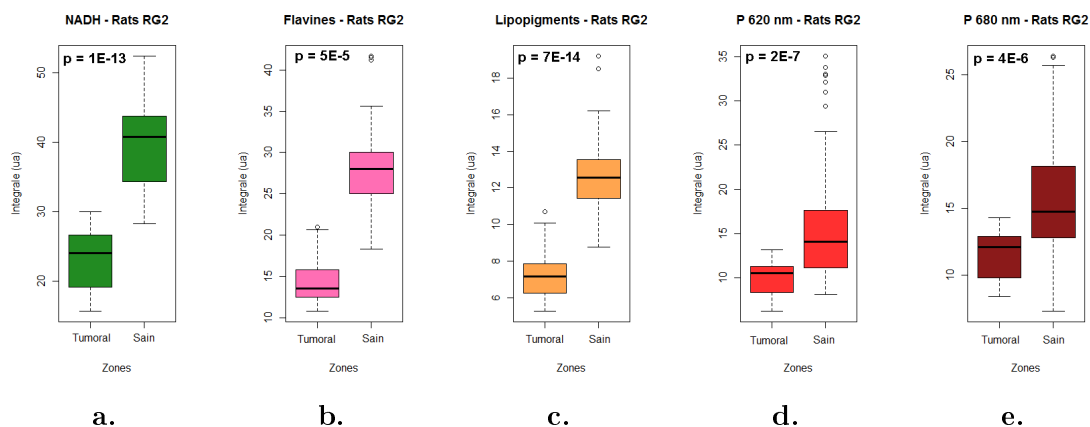 NADH - Rats RG2
p = 1E-13
Integrale (ua)
50
40
30
20
Tumoral Sain
Zones
a.
Flavines - Rats RG2
p = 5E-5
Integrale (ua)
40
35
30
25
20
15
10
Tumoral Sain
Zones
b.
Lipopigments - Rats RG2
p = 7E-14
Integrale (ua)
18
16
14
12
10
8
6
Tumoral Sain
Zones
c.
P 620 nm - Rats RG2
p = 2E-7
Integrale (ua)
35
30
25
20
15
10
Tumoral Sain
Zones
d.
P 680 nm - Rats RG2
p = 4E-6
Integrale (ua)
25
20
15
10
Tumoral Sain
Zones
e.